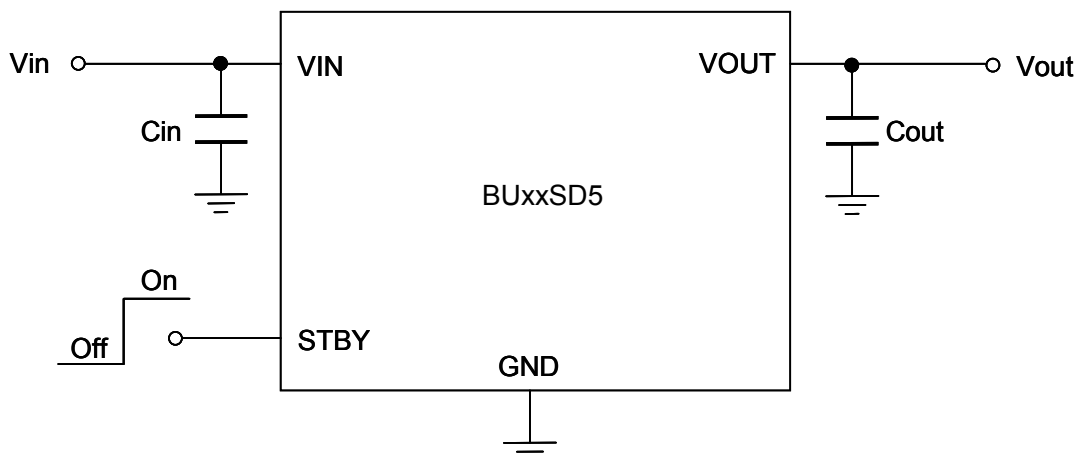 Vin
VIN
VOUT
Vout
Cin
Cout
BUxxSD5
On
Off
STBY
GND